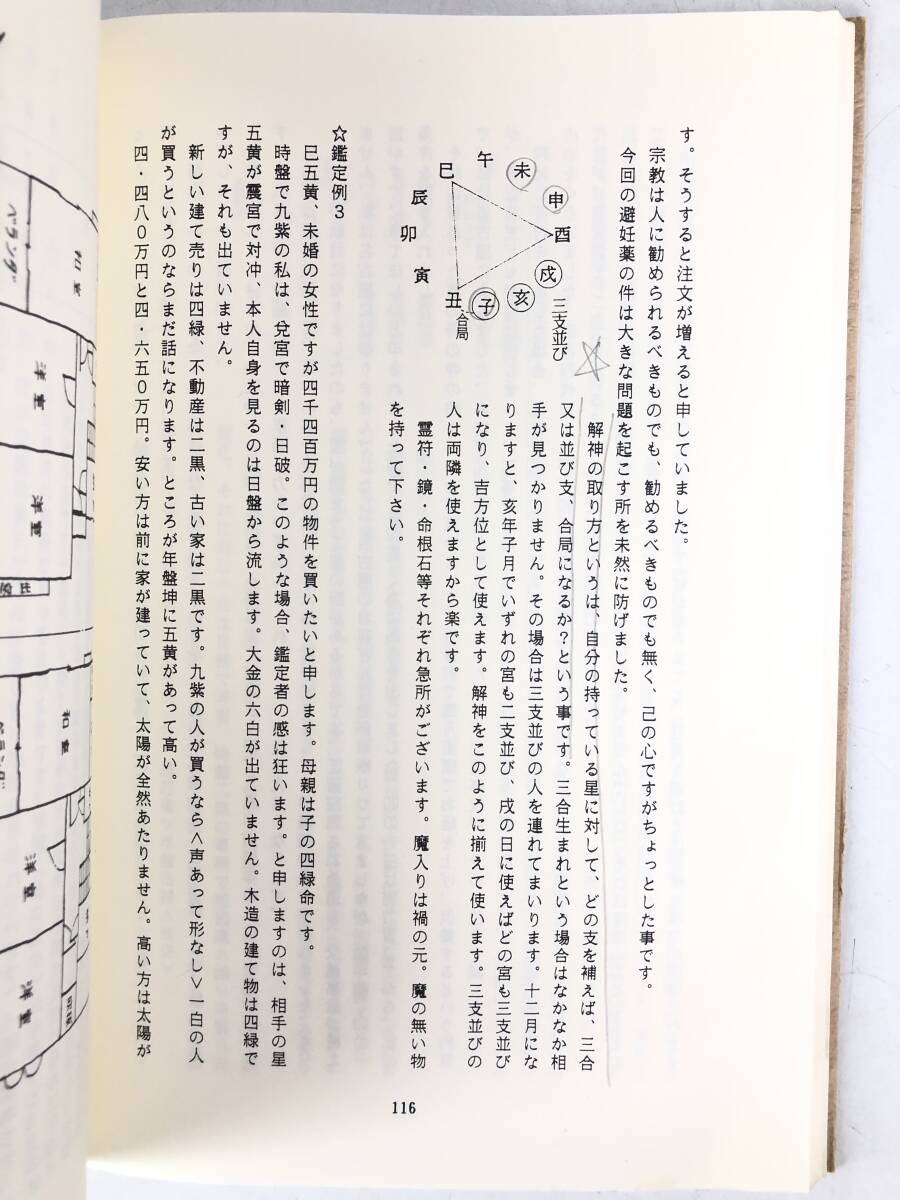 す。そうすると注文が増えると申していました。
宗教は人に勧められるべきものでも、勧めるべきものでも無く、己の心ですがちょっとした事です。
今回の避妊薬の件は大きな問題を起こす所を未然に防げました。
解神の取り方というは、自分の持っている星に対して、どの支を補えば、三合
又は並び支、合局になるか?という事です。三合生まれという場合はなかなか相
手が見つかりません。その場合は三支並びの人を連れてまいります。十二月にな
りますと、亥年子月でいずれの宮も二支並び、戌の日に使えばどの宮も三支並び
になり、吉方位として使えます。解神をこのように揃えて使います。三支並びの
人は両隣を使えますから楽です。
霊符・鏡・命根石等それぞれ急所がございます。魔入りは禍の元。魔の無い物
を持って下さい。
午
未
申
酉
戌
亥
子
丑
寅
卯
辰
巳
三支並び
合局
☆鑑定例3
巳五黄、未婚の女性ですが四千四百万円の物件を買いたいと申します。母親は子の四緑命です。
時盤で九紫の私は、兌宮で暗剣・日破。このような場合、鑑定者の感は狂います。と申しますのは、相手の星
五黄が震宮で対冲、本人自身を見るのは日盤から流します。大金の六白が出ていません。木造の建て物は四緑で
すが、それも出ていません。
新しい建て売りは四緑、不動産は二黒、古い家は二黒です。九紫の人が買うなら<声あって形なし>一白の人
が買うというのならまだ話になります。ところが年盤坤に五黄があって高い。
四・四八0万円と四・六五0万円。安い方は前に家が建っていて、太陽が全然あたりません。高い方は太陽が
116
ベランダ
和室
洋室
洋室
和室
ベランダ
洋室
洋室